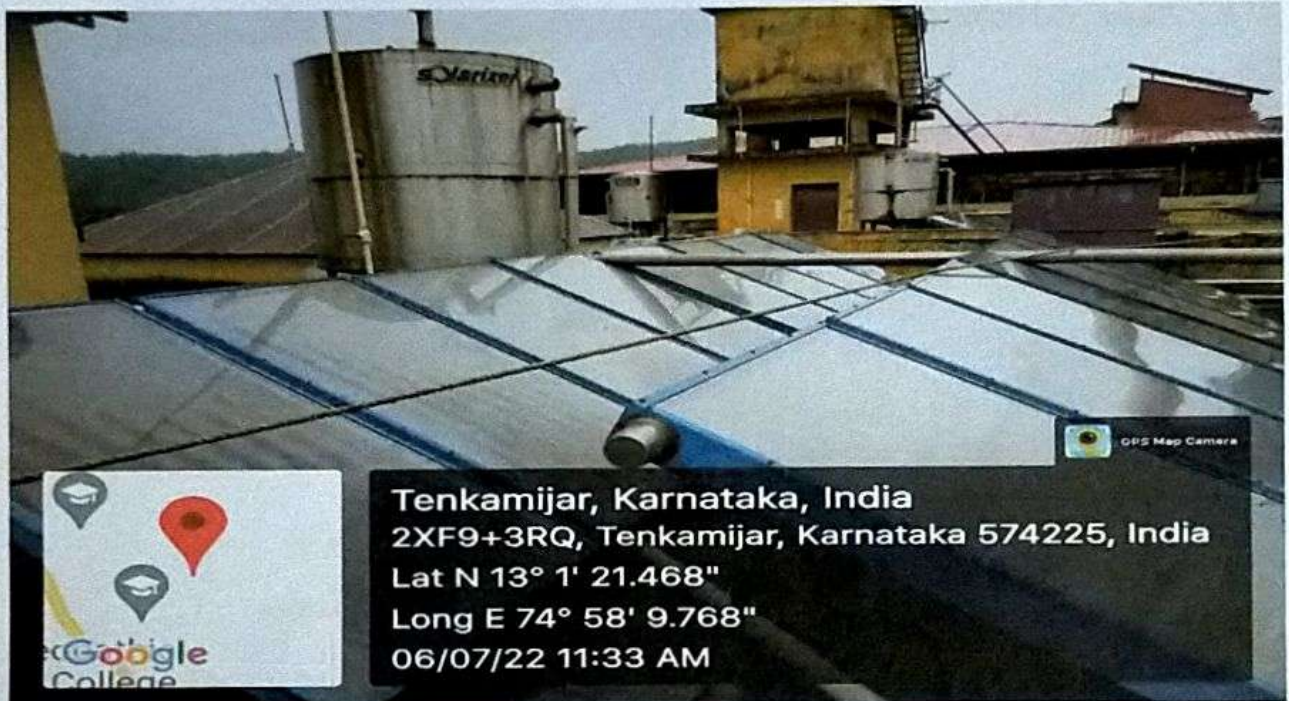 sOlarizer
GPS Map Camera
Tenkamijar, Karnataka, India
2XF9+3RQ, Tenkamijar, Karnataka 574225, India
Lat N 13° 1' 21.468"
Long E 74° 58' 9.768"
06/07/22 11:33 AM
Google
College